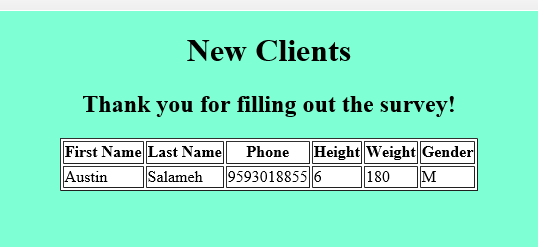 New Clients
Thank you for filling out the survey!
First Name Last Name Phone Height Weight Gender
Austin Salameh 9593018855 6 180 M